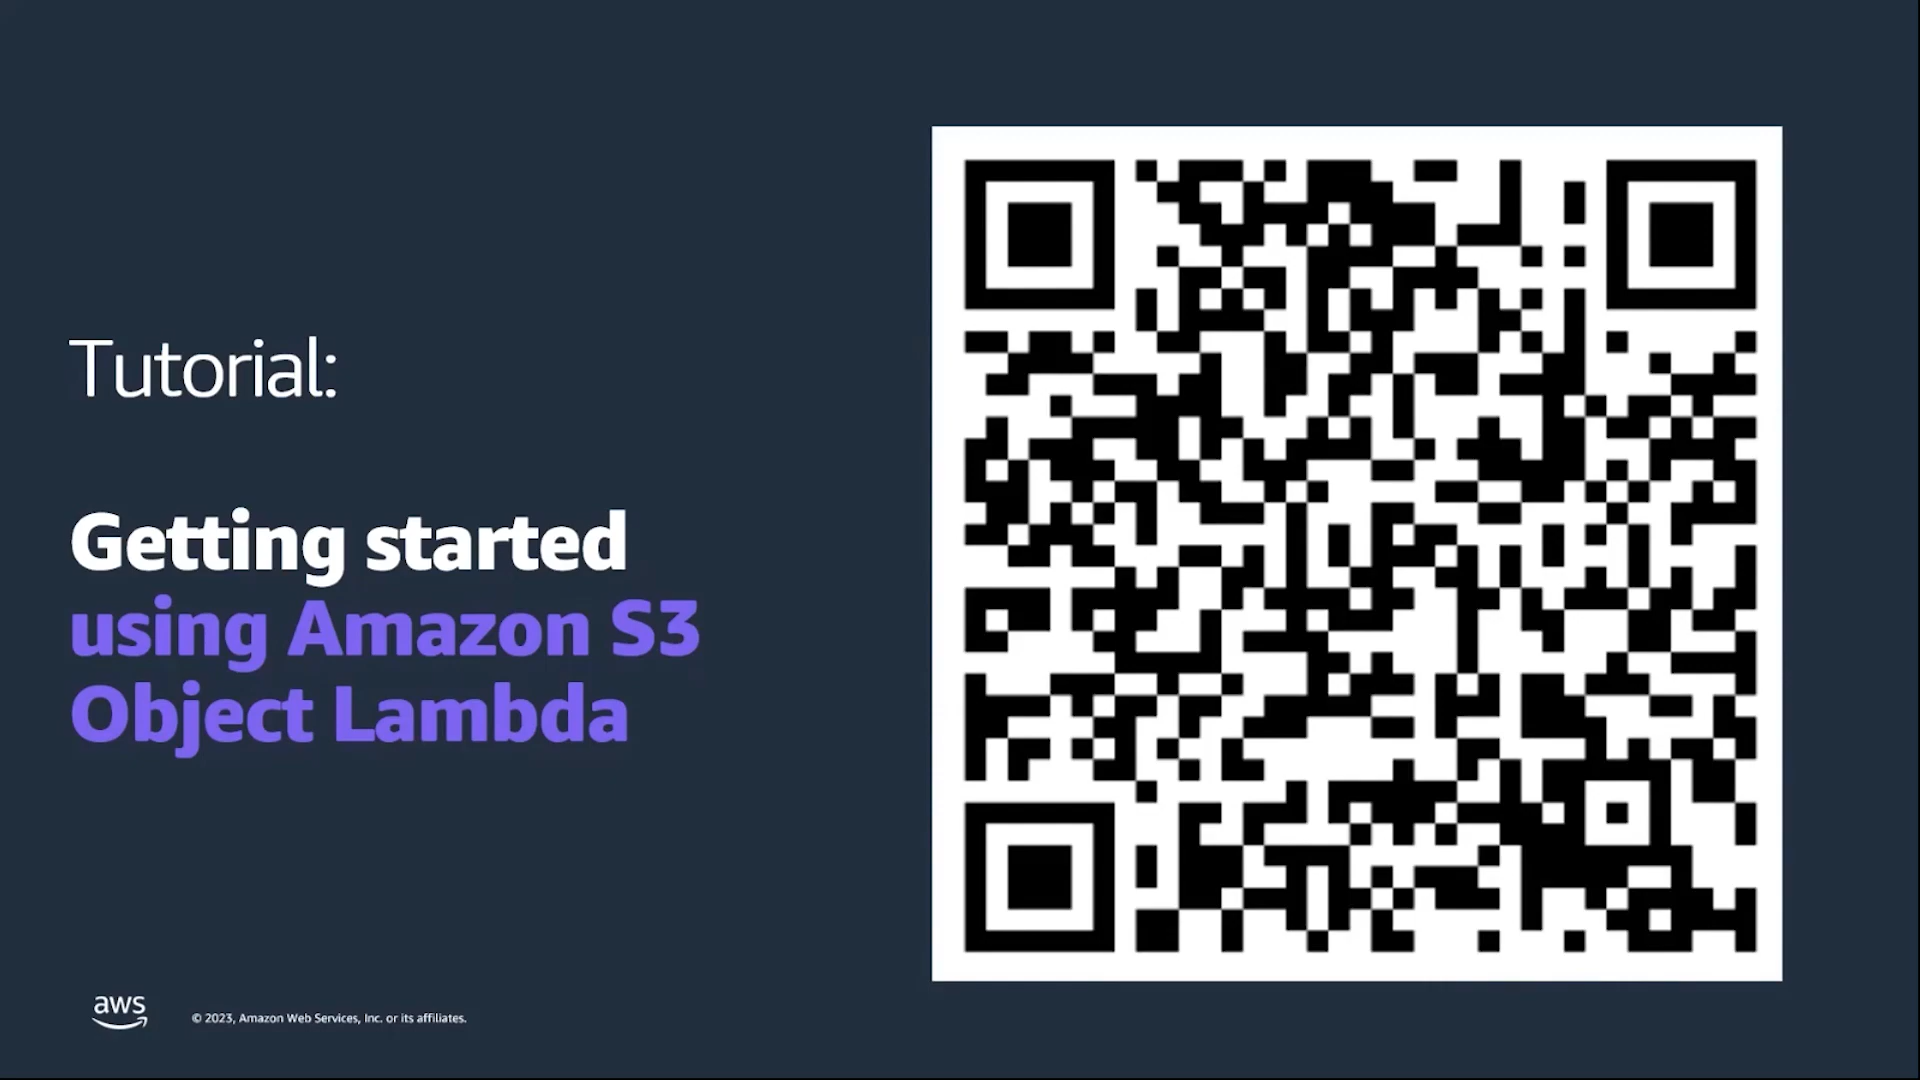 Tutorial:
Getting started
using Amazon S3
Object Lambda
aws
© 2023, Amazon Web Services, Inc. or its affiliates.